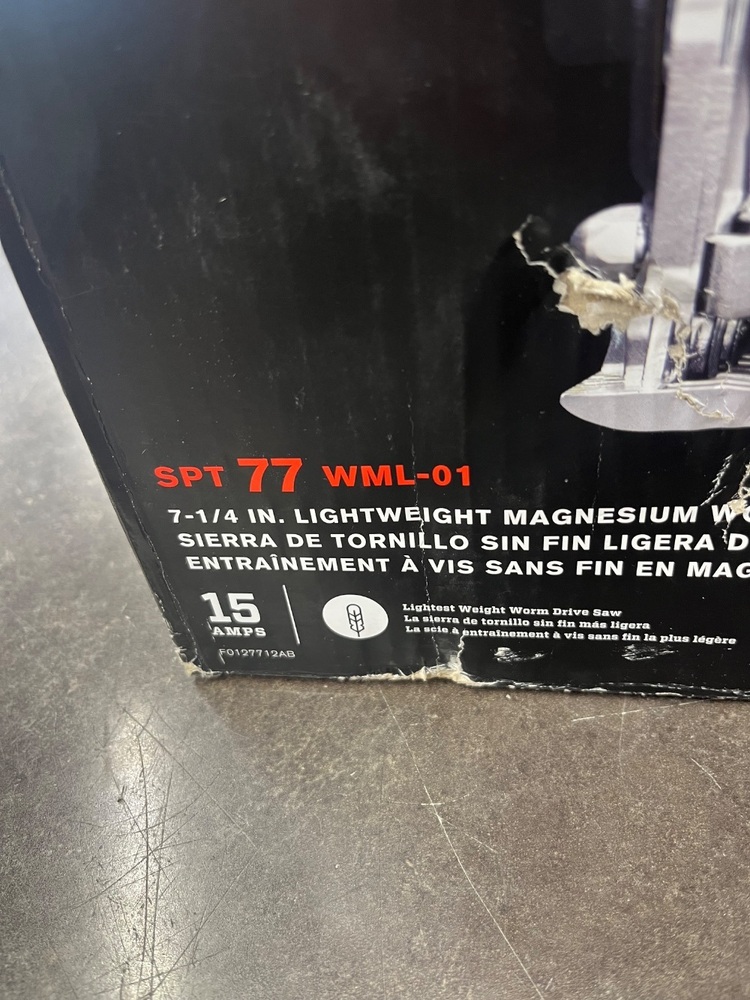 SPT 77 WML-01
7-1/4 IN. LIGHTWEIGHT MAGNESIUM
SIERRA DE TORNILLO SIN FIN LIGERA
ENTRAÎNEMENT À VIS SANS FIN EN
15
AMPS
Lightest Weight Worm Drive Saw
La sierra de tornillo sin fin más ligera
La scie à entraînement à vis sans fin la plus légère
F0127712AB